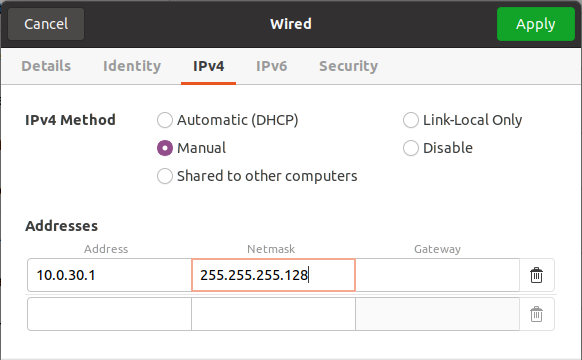 Cancel Wired Apply
Details Identity IPv4 IPv6 Security
IPv4 Method Automatic (DHCP) Link-Local Only
Manual Disable
Shared to other computers
Addresses
Address Netmask Gateway
10.0.30.1 255.255.255.128